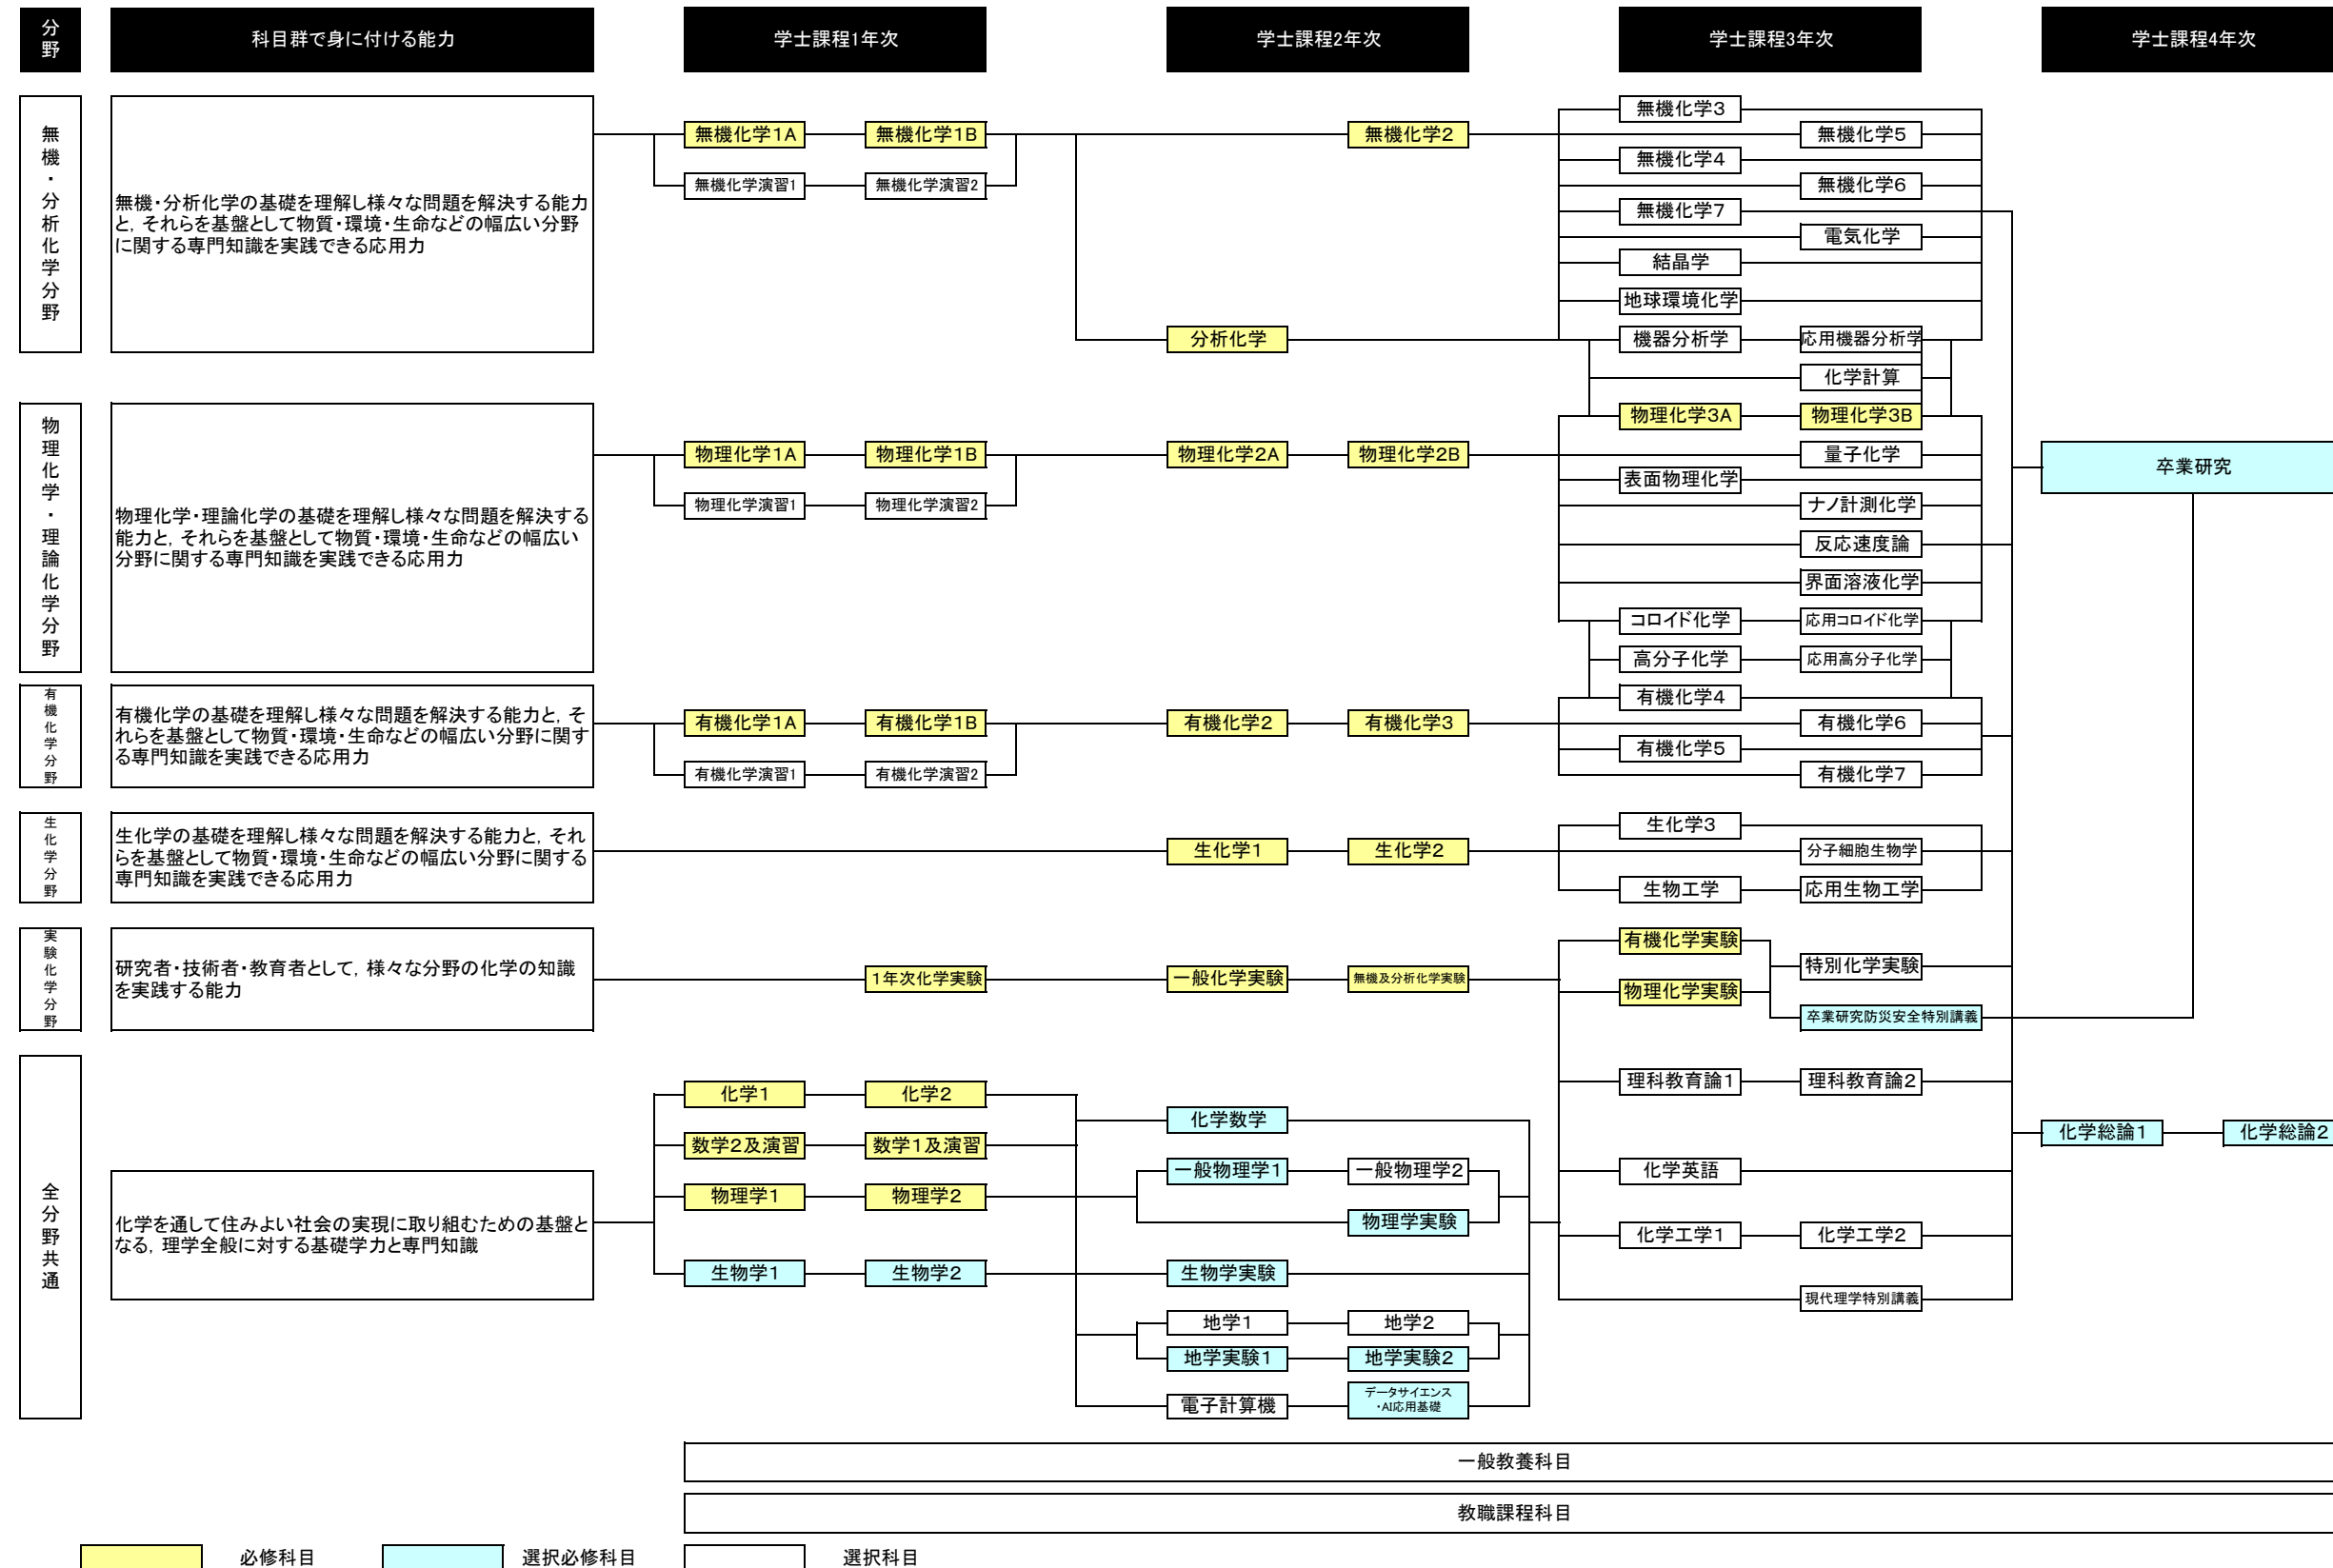 分野
科目群で身に付ける能力
学士課程1年次
学士課程2年次
学士課程3年次
学士課程4年次
無機・分析化学分野
無機・分析化学の基礎を理解し様々な問題を解決する能力
と，それらを基盤として物質・環境・生命などの幅広い分野
に関する専門知識を実践できる応用力
無機化学1A
無機化学1B
無機化学演習1
無機化学演習2
無機化学2
分析化学
無機化学3
無機化学5
無機化学4
無機化学6
無機化学7
電気化学
結晶学
地球環境化学
機器分析学
応用機器分析学
化学計算
物理化学・理論化学分野
物理化学・理論化学の基礎を理解し様々な問題を解決する
能力と，それらを基盤として物質・環境・生命などの幅広い
分野に関する専門知識を実践できる応用力
物理化学1A
物理化学1B
物理化学演習1
物理化学演習2
物理化学2A
物理化学2B
物理化学3A
物理化学3B
量子化学
表面物理化学
ナノ計測化学
反応速度論
界面溶液化学
コロイド化学
応用コロイド化学
高分子化学
応用高分子化学
卒業研究
有機化学分野
有機化学の基礎を理解し様々な問題を解決する能力と，そ
れらを基盤として物質・環境・生命などの幅広い分野に関す
る専門知識を実践できる応用力
有機化学1A
有機化学1B
有機化学演習1
有機化学演習2
有機化学2
有機化学3
有機化学4
有機化学6
有機化学5
有機化学7
生化学分野
生化学の基礎を理解し様々な問題を解決する能力と，それ
らを基盤として物質・環境・生命などの幅広い分野に関する
専門知識を実践できる応用力
生化学1
生化学2
生化学3
分子細胞生物学
生物工学
応用生物工学
実験化学分野
研究者・技術者・教育者として，様々な分野の化学の知識
を実践する能力
1年次化学実験
一般化学実験
無機及分析化学実験
有機化学実験
特別化学実験
物理化学実験
卒業研究防災安全特別講義
全分野共通
化学を通して住みよい社会の実現に取り組むための基盤と
なる，理学全般に対する基礎学力と専門知識
化学1
化学2
数学2及演習
数学1及演習
物理学1
物理学2
生物学1
生物学2
化学数学
一般物理学1
一般物理学2
物理学実験
生物学実験
地学1
地学2
地学実験1
地学実験2
電子計算機
データサイエンス
・AI応用基礎
理科教育論1
理科教育論2
化学英語
化学工学1
化学工学2
現代理学特別講義
化学総論1
化学総論2
一般教養科目
教職課程科目
必修科目
選択必修科目
選択科目